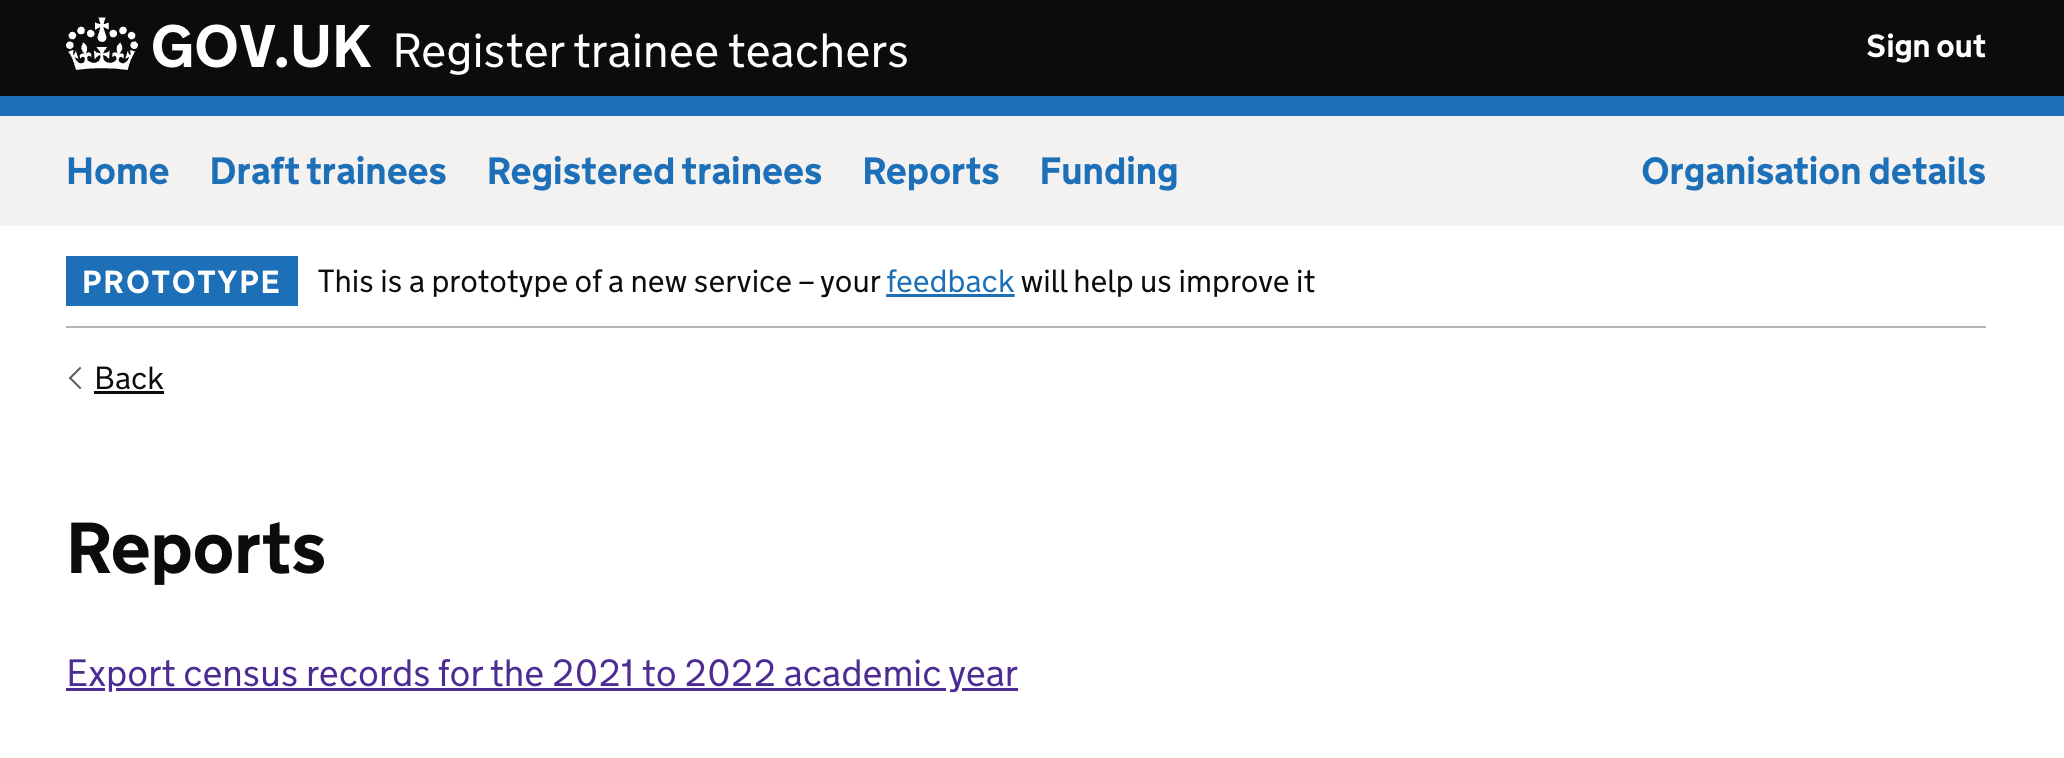 GOV.UK Register trainee teachers Sign out
Home Draft trainees Registered trainees Reports Funding Organisation details
PROTOTYPE This is a prototype of a new service – your feedback will help us improve it
Back
Reports
Export census records for the 2021 to 2022 academic year